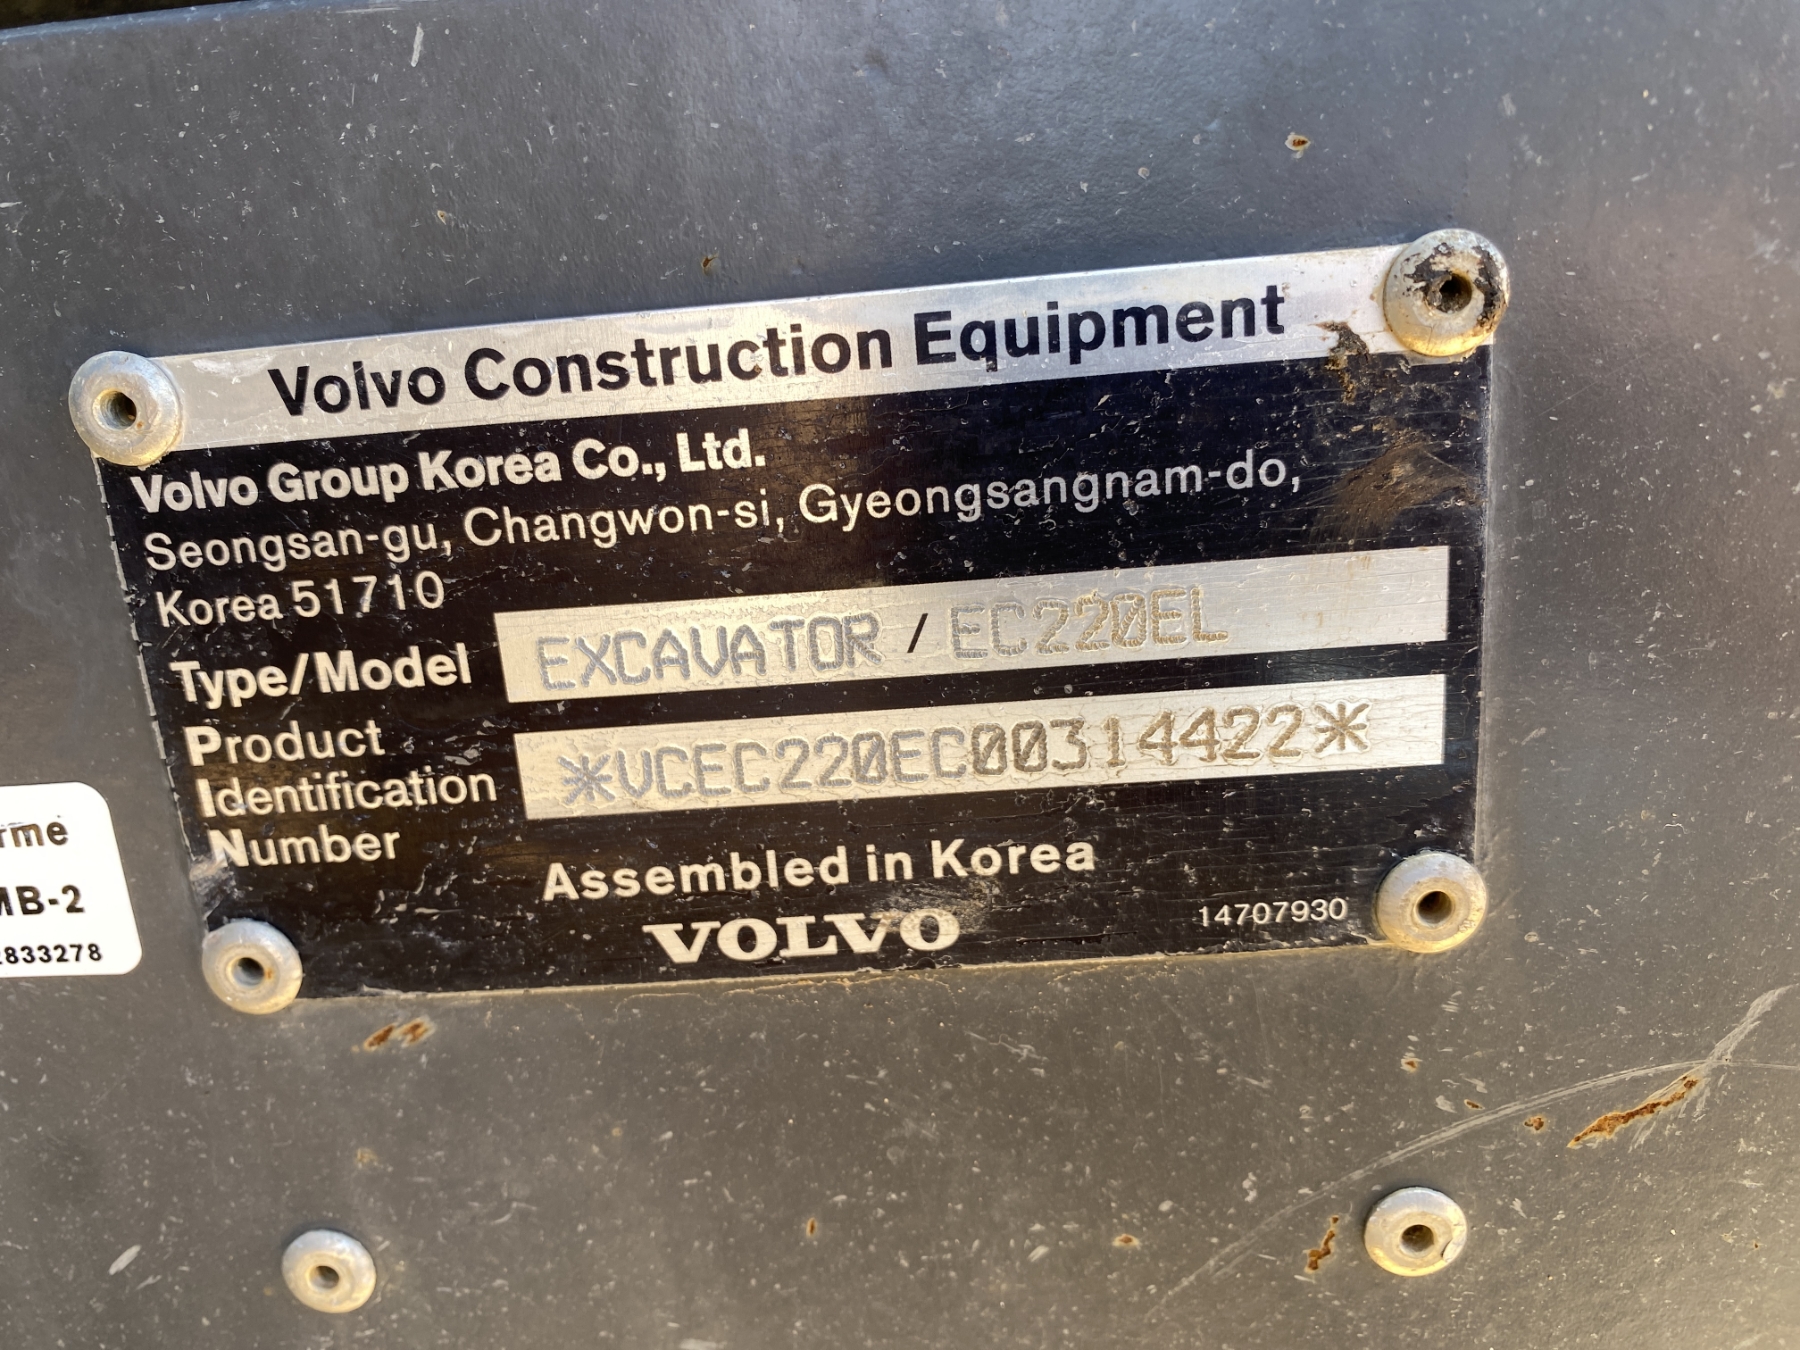 Volvo Construction Equipment
Volvo Group Korea Co., Ltd.
Seongsan-gu, Changwon-si, Gyeongsangnam-do,
Korea 51710
Type/Model EXCAVATOR / EC220EL
Product
Identification
Number
*VCEC220EC00314422*
Assembled in Korea
VOLVO
14707930
rme
MB-2
2833278